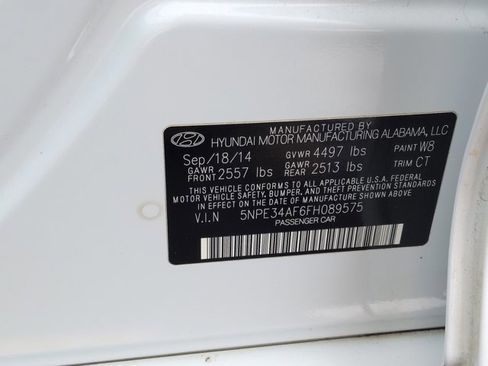 MANUFACTURED BY
HYUNDAI MOTOR MANUFACTURING ALABAMA, LLC
Sep/18/14 GVWR 4497 lbs PAINT W8
GAWR FRONT 2557 lbs GAWR REAR 2513 lbs TRIM CT
THIS VEHICLE CONFORMS TO ALL APPLICABLE U.S.A. FEDERAL
MOTOR VEHICLE SAFETY, BUMPER, AND THEFT PREVENTION STANDARDS
IN EFFECT ON THE DATE OF MANUFACTURE SHOWN ABOVE.
V.I.N 5NPE34AF6FH089575
PASSENGER CAR